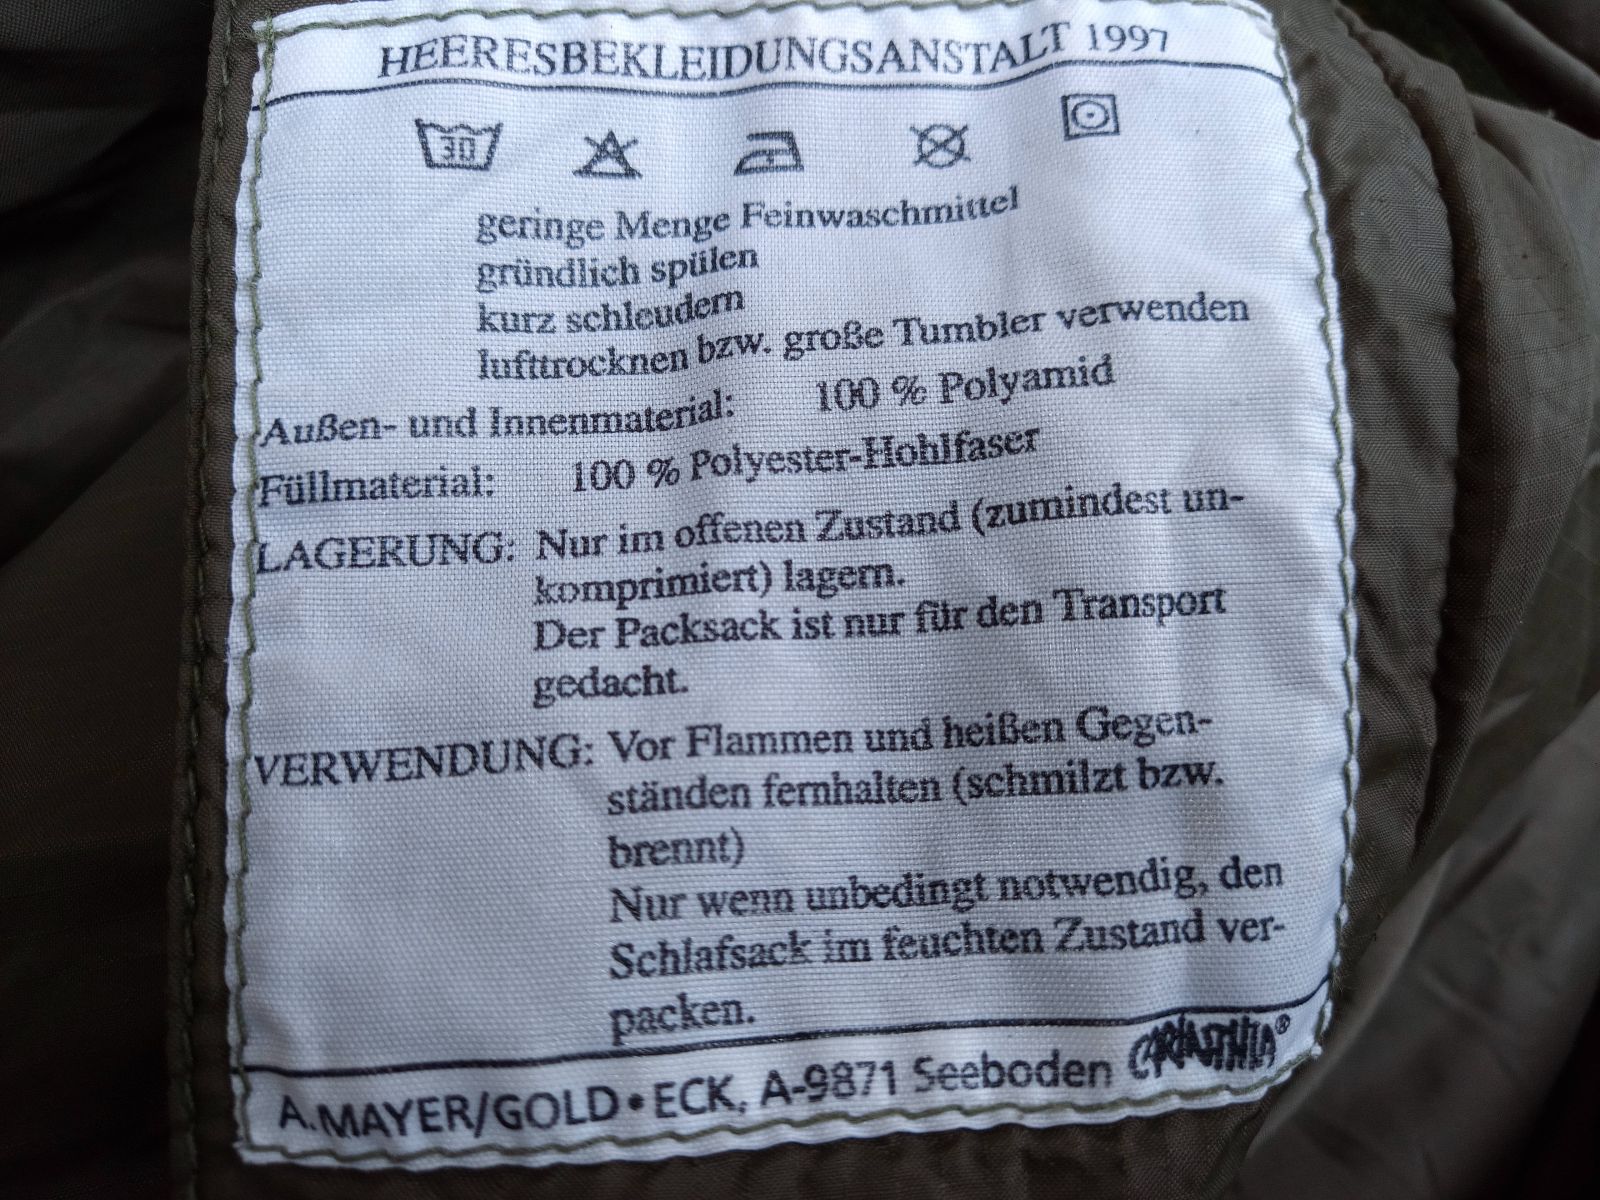 HEERESBEKLEIDUNGSANSTALT 1997
30
geringe Menge Feinwaschmittel
gründlich spülen
kurz schleudern
lufttrocknen bzw. große Tumbler verwenden
Außen- und Innenmaterial: 100 % Polyamid
Füllmaterial: 100 % Polyester-Hohlfaser
LAGERUNG: Nur im offenen Zustand (zumindest un-
komprimiert) lagern.
Der Packsack ist nur für den Transport
gedacht.
VERWENDUNG: Vor Flammen und heißen Gegen-
ständen fernhalten (schmilzt bzw.
brennt)
Nur wenn unbedingt notwendig, den
Schlafsack im feuchten Zustand ver-
packen.
A.MAYER/GOLD•ECK, A-9871 Seeboden CARINTHIA®